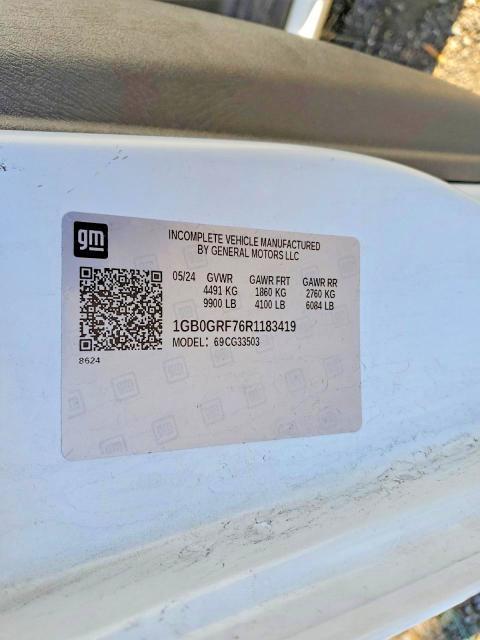 gm
INCOMPLETE VEHICLE MANUFACTURED
BY GENERAL MOTORS LLC
05/24 GVWR GAWR FRT GAWR RR
4491 KG 1860 KG 2760 KG
9900 LB 4100 LB 6084 LB
1GB0GRF76R1183419
MODEL: 69CG33503
8624